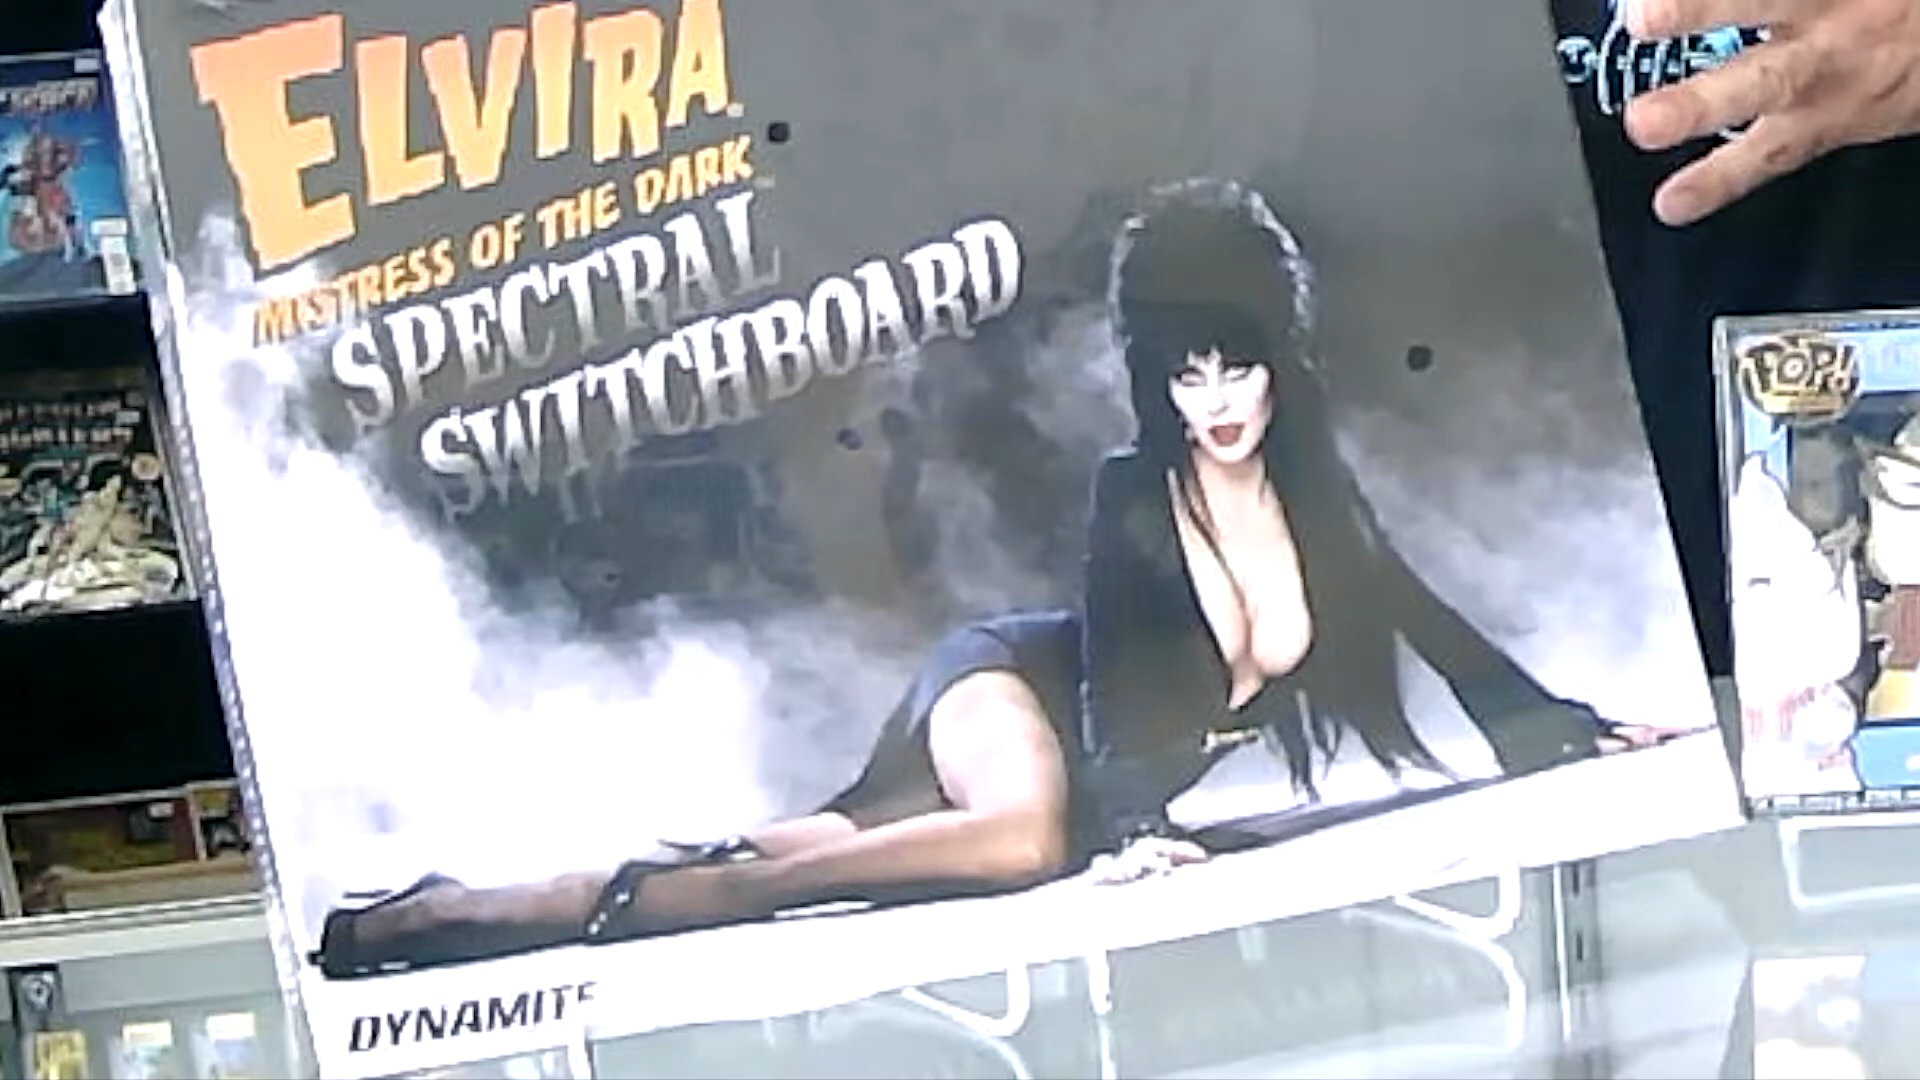 ELVIRA
MISTRESS OF THE DARK
SPECTRAL
SWITCHBOARD
DYNAMITE
POP!